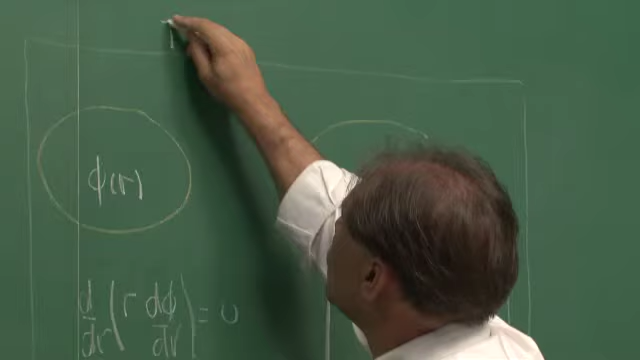 ϕ(r)
d/dr (r dϕ/dr) = 0